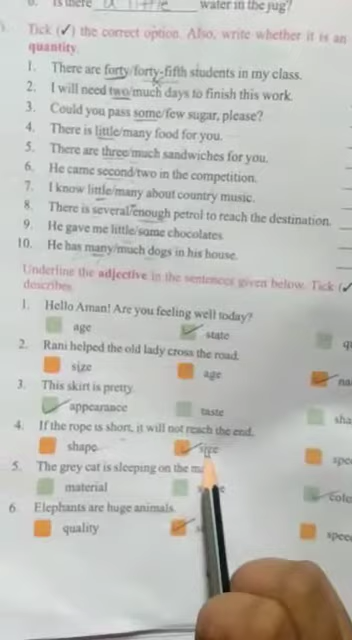 Is there a little water in the jug?
Tick (✓) the correct option. Also, write whether it is an
quantity.
1. There are forty/forty-fifth students in my class.
2. I will need two/much days to finish this work.
3. Could you pass some/few sugar, please?
4. There is little/many food for you.
5. There are three/much sandwiches for you.
6. He came second/two in the competition.
7. I know little/many about country music.
8. There is several/enough petrol to reach the destination.
9. He gave me little/some chocolates.
10. He has many/much dogs in his house.
Underline the adjective in the sentences given below. Tick (✓
describes.
1. Hello Aman! Are you feeling well today?
age state
2. Rani helped the old lady cross the road.
size age na
3. This skirt is pretty.
appearance taste sha
4. If the rope is short, it will not reach the end.
shape size spe
5. The grey cat is sleeping on the
material colo
6. Elephants are huge animals.
quality spee